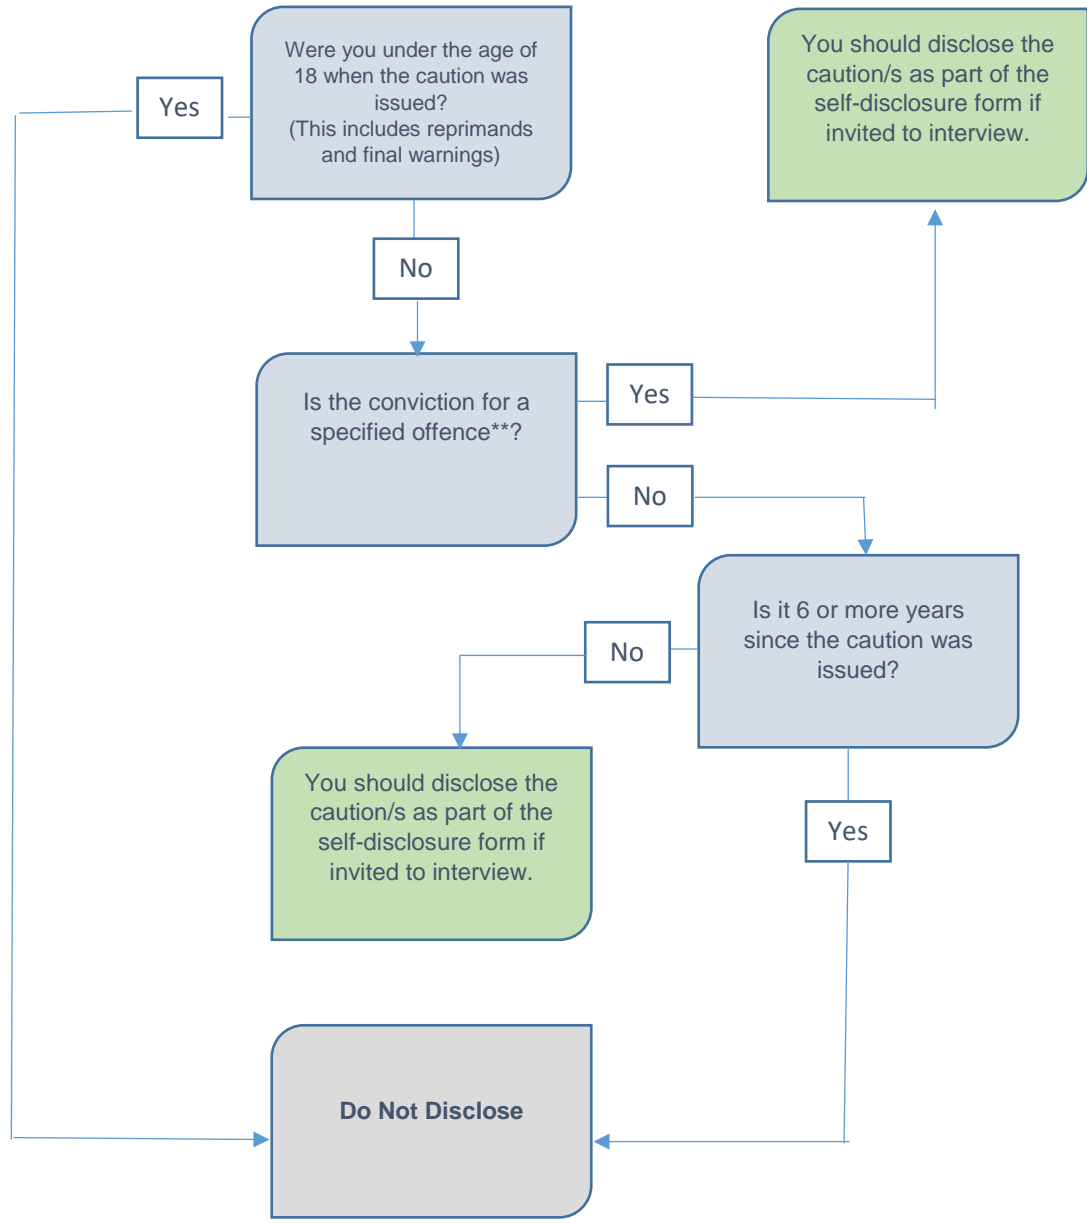 Were you under the age of
18 when the caution was
issued?
(This includes reprimands
and final warnings)
You should disclose the
caution/s as part of the
self-disclosure form if
invited to interview.
Yes
No
Is the conviction for a
specified offence**?
Yes
No
Is it 6 or more years
since the caution was
issued?
No
You should disclose the
caution/s as part of the
self-disclosure form if
invited to interview.
Yes
Do Not Disclose